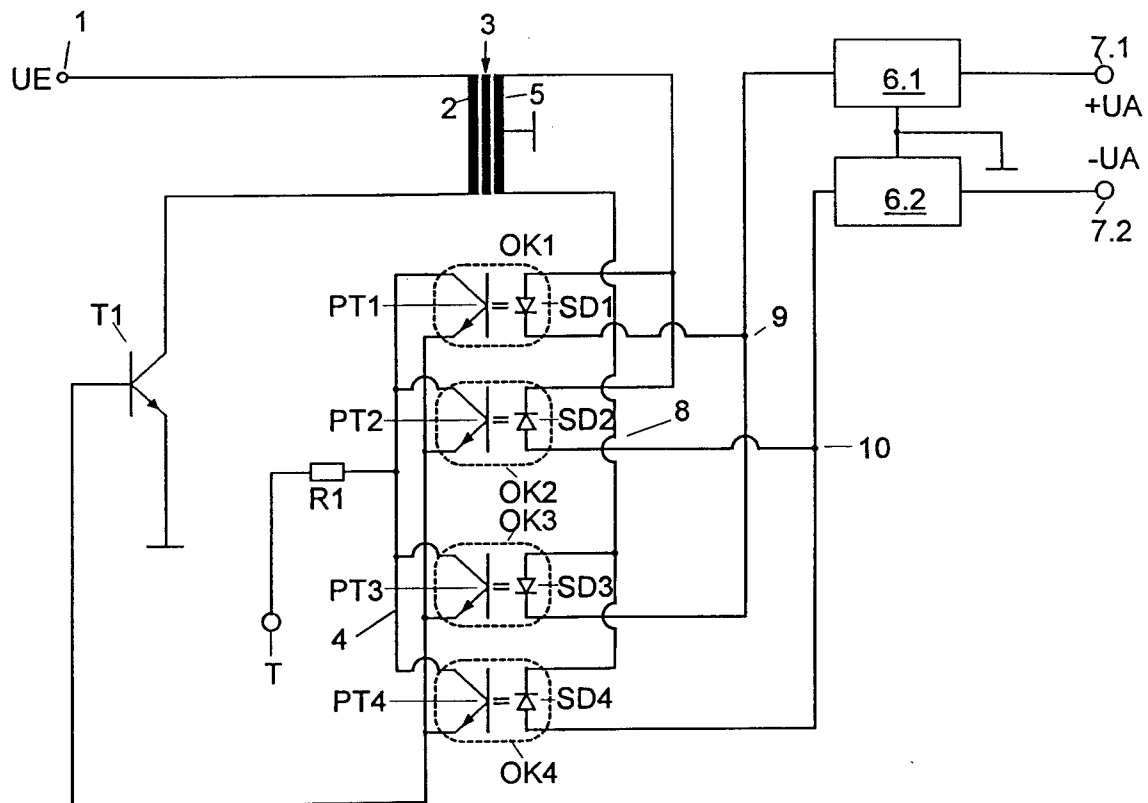 1
UE
3
2
5
6.1
7.1
+UA
-UA
6.2
7.2
OK1
PT1
=
SD1
9
T1
PT2
=
SD2
8
10
R1
OK2
OK3
PT3
=
SD3
4
T
PT4
=
SD4
OK4